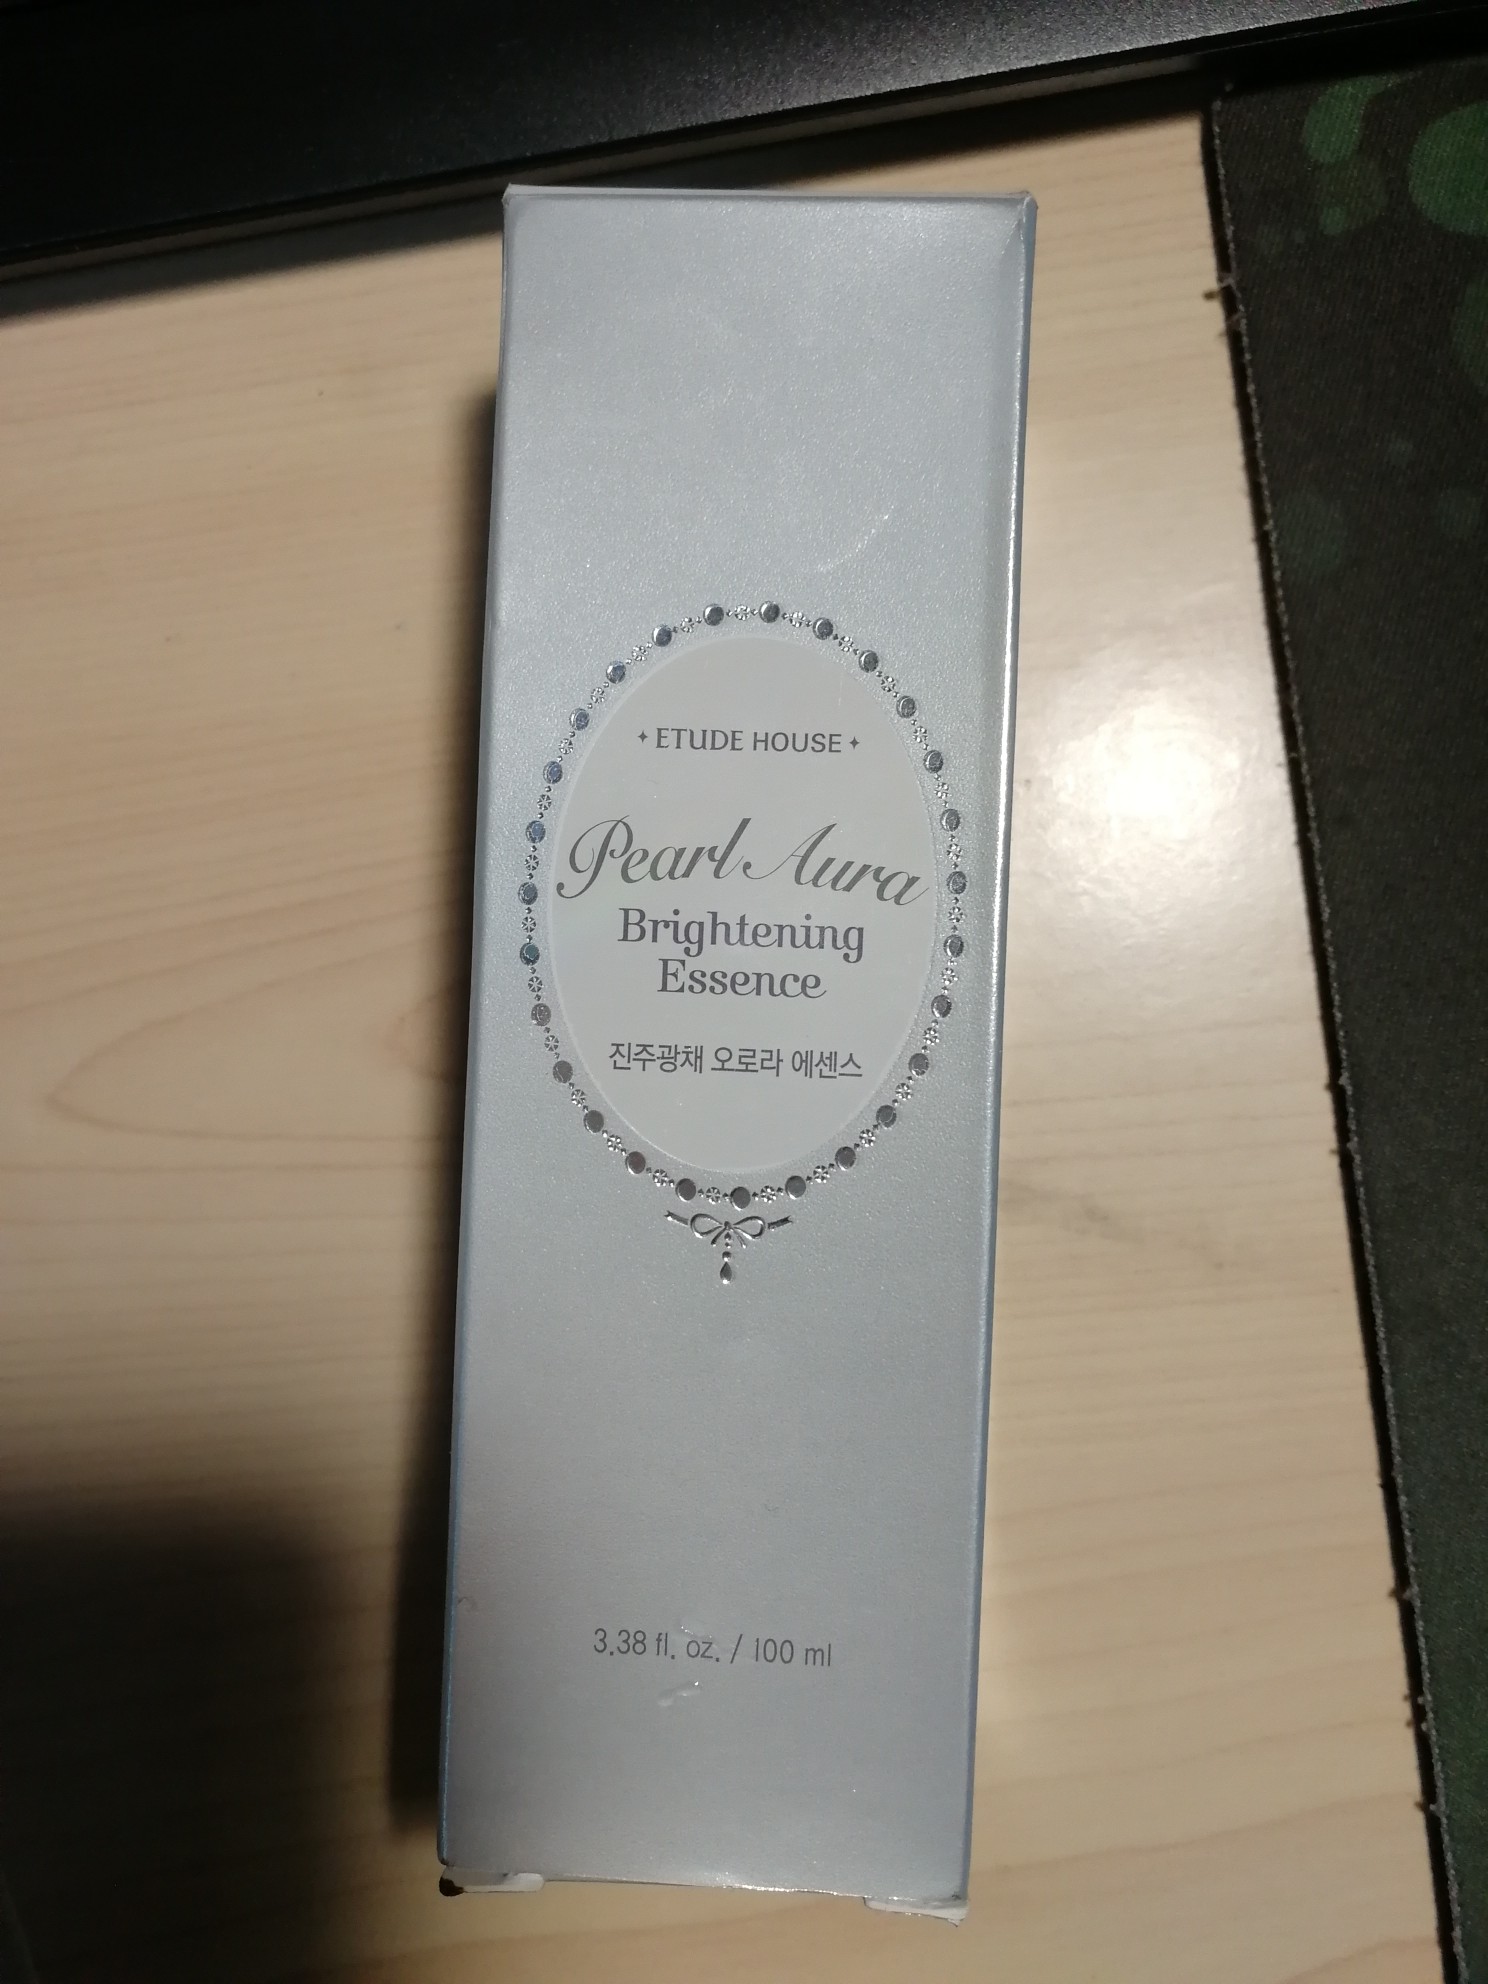 ETUDE HOUSE
Pearl Aura
Brightening
Essence
진주광채 오로라 에센스
3.38 fl. oz. / 100 ml